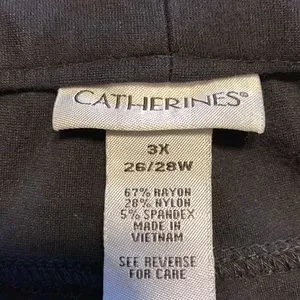 CATHERINES®
3X
26/28W
67% RAYON
28% NYLON
5% SPANDEX
MADE IN
VIETNAM
SEE REVERSE
FOR CARE